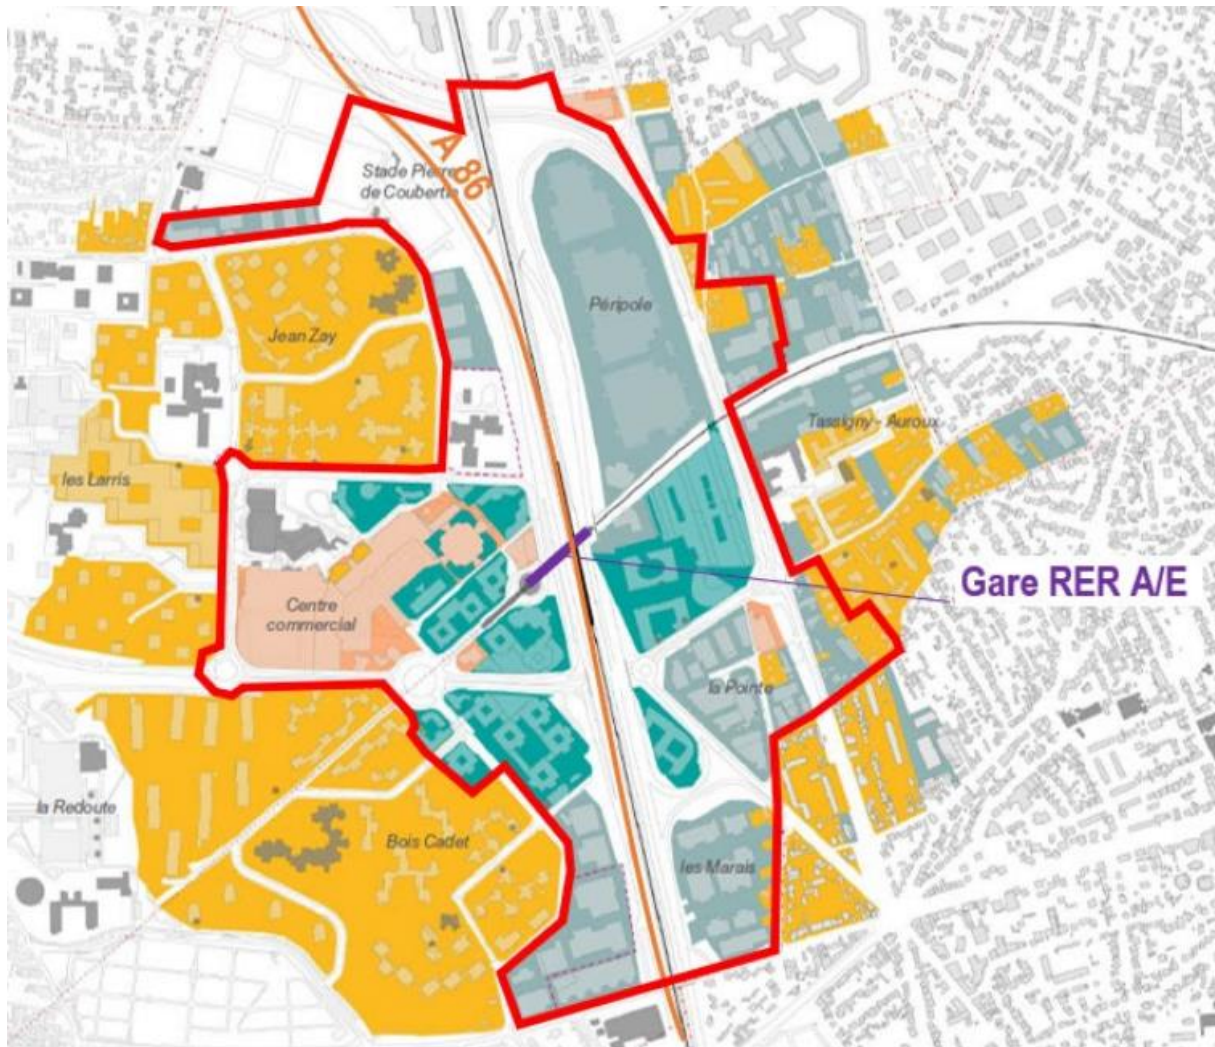 A 86
Stade Pierre
de Coubertin
Péripole
Jean Zay
Tassigny - Auroux
les Larris
Gare RER A/E
Centre
commercial
la Pointe
la Redoute
Bois Cadet
les Marais